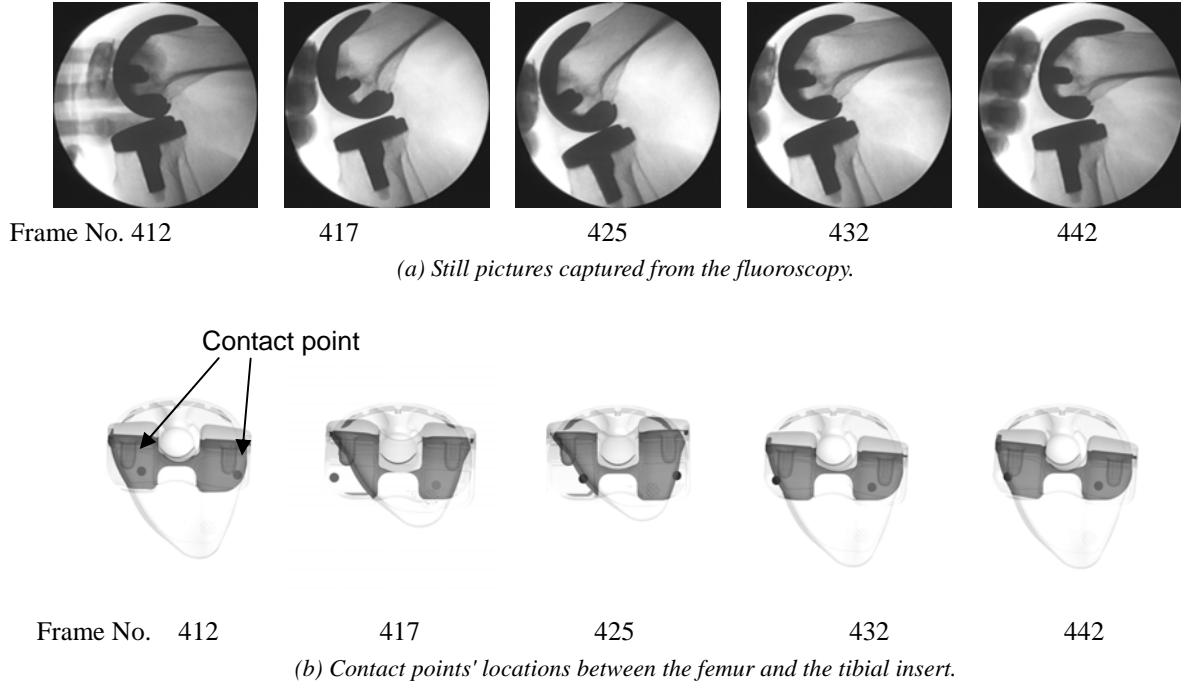 Frame No. 412 417 425 432 442
(a) Still pictures captured from the fluoroscopy.
Contact point
Frame No. 412 417 425 432 442
(b) Contact points' locations between the femur and the tibial insert.